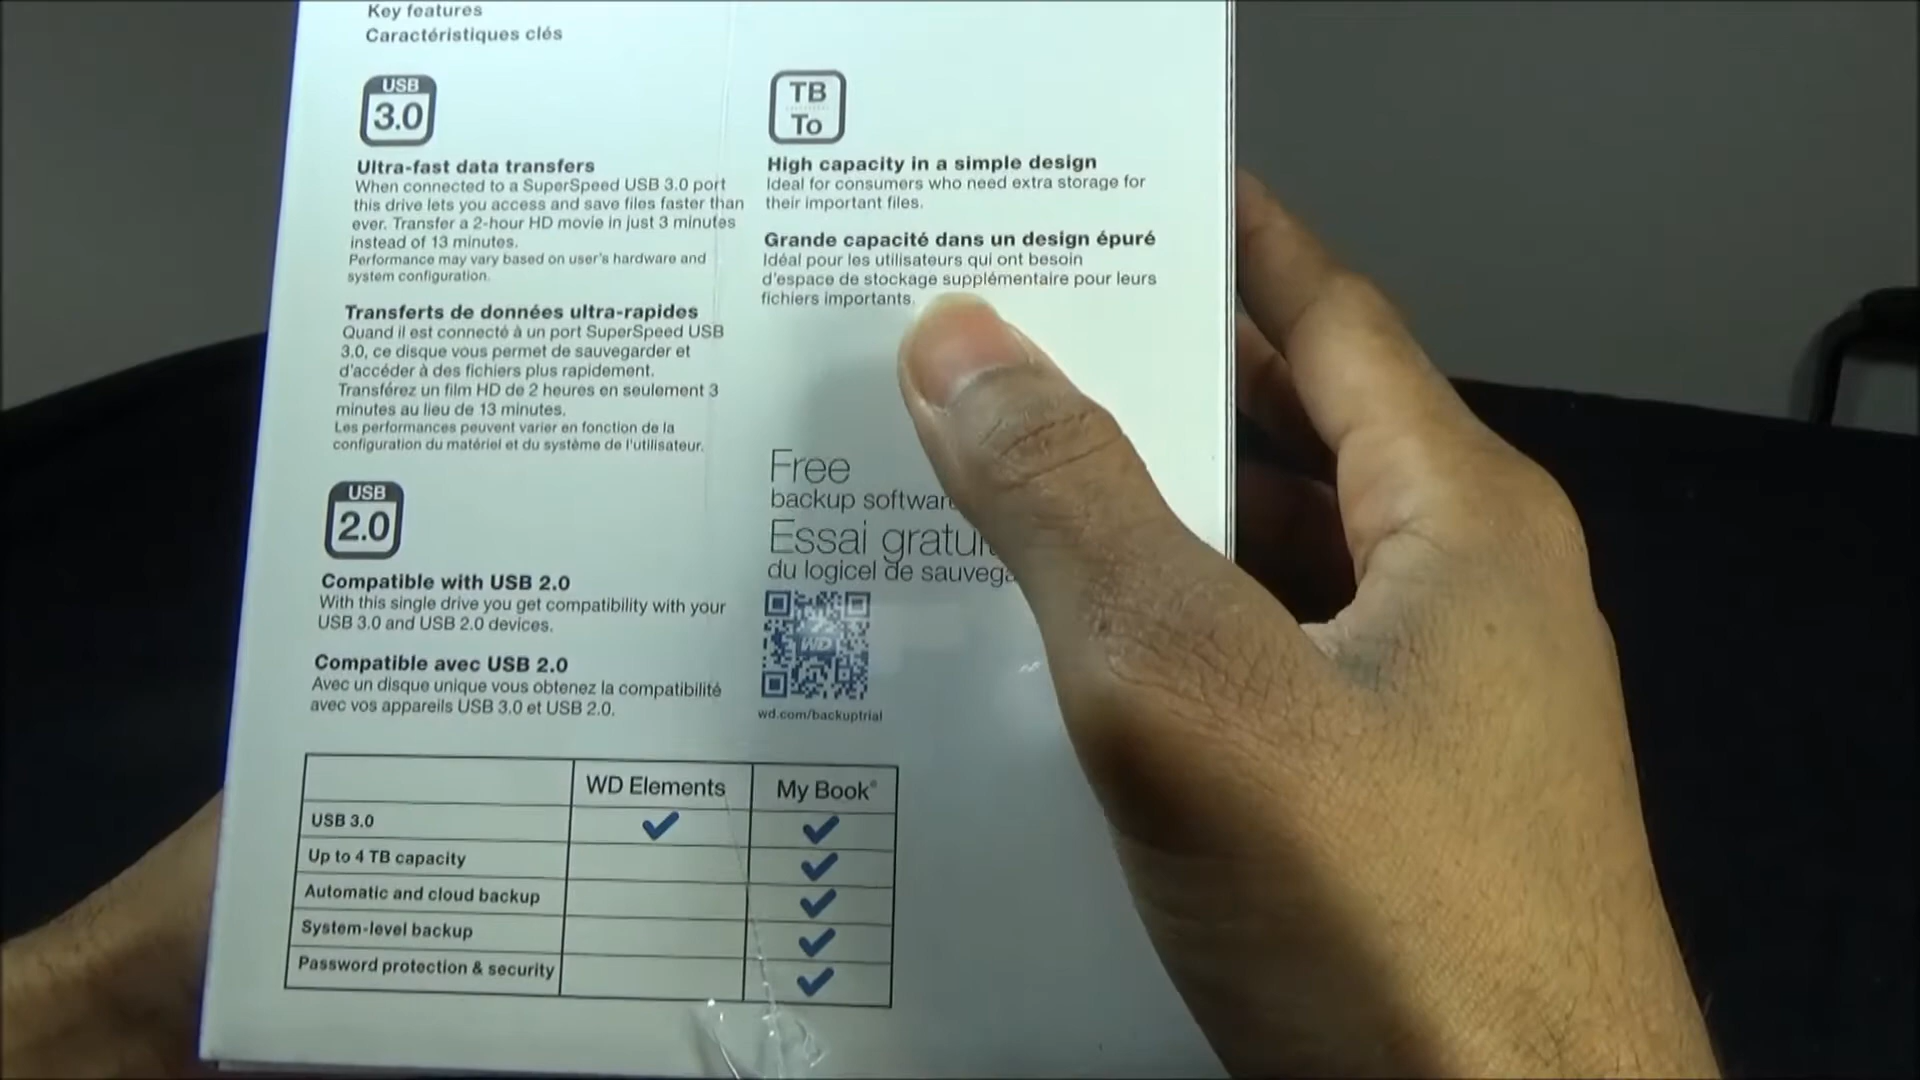 Key features
Caractéristiques clés
USB
3.0
Ultra-fast data transfers
When connected to a SuperSpeed USB 3.0 port
this drive lets you access and save files faster than
ever. Transfer a 2-hour HD movie in just 3 minutes
instead of 13 minutes.
Performance may vary based on user's hardware and
system configuration.
Transferts de données ultra-rapides
Quand il est connecté à un port SuperSpeed USB
3.0, ce disque vous permet de sauvegarder et
d'accéder à des fichiers plus rapidement.
Transférez un film HD de 2 heures en seulement 3
minutes au lieu de 13 minutes.
Les performances peuvent varier en fonction de la
configuration du matériel et du système de l'utilisateur.
USB
2.0
Compatible with USB 2.0
With this single drive you get compatibility with your
USB 3.0 and USB 2.0 devices.
Compatible avec USB 2.0
Avec un disque unique vous obtenez la compatibilité
avec vos appareils USB 3.0 et USB 2.0.
TB
To
High capacity in a simple design
Ideal for consumers who need extra storage for
their important files.
Grande capacité dans un design épuré
Idéal pour les utilisateurs qui ont besoin
d'espace de stockage supplémentaire pour leurs
fichiers importants.
Free
backup
Essai
du logiciel de
WD
wd.com/backuptrial
WD Elements My Book®
USB 3.0
Up to 4 TB capacity
Automatic and cloud backup
System-level backup
Password protection & security